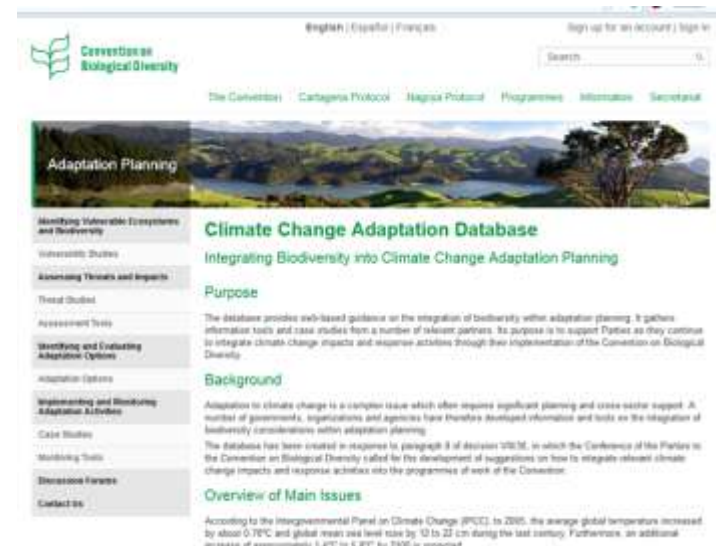 English | Español | Français
Sign up for an account | Sign in
Convention on
Biological Diversity
Search
The Convention Cartagena Protocol Nagoya Protocol Programmes Information Secretariat
Adaptation Planning
Identifying Vulnerable Ecosystems
and Biodiversity
Vulnerability Studies
Assessing Threats and Impacts
Threat Studies
Assessment Tools
Identifying and Evaluating
Adaptation Options
Adaptation Options
Implementing and Monitoring
Adaptation Activities
Case Studies
Monitoring Tools
Discussion Forums
Contact Us
Climate Change Adaptation Database
Integrating Biodiversity into Climate Change Adaptation Planning
Purpose
The database provides web-based guidance on the integration of biodiversity within adaptation planning. It gathers
information tools and case studies from a number of relevant partners. Its purpose is to support Parties as they continue
to integrate climate change impacts and response activities through their implementation of the Convention on Biological
Diversity.
Background
Adaptation to climate change is a complex issue which often requires significant planning and cross-sector support. A
number of governments, organizations and agencies have therefore developed information and tools on the integration of
biodiversity considerations within adaptation planning.
The database has been created in response to paragraph 8 of decision VIII/30, in which the Conference of the Parties to
the Convention on Biological Diversity called for the development of suggestions on how to integrate relevant climate
change impacts and response activities into the programmes of work of the Convention.
Overview of Main Issues
According to the Intergovernmental Panel on Climate Change (IPCC), to 2005, the average global temperature increased
by about 0.76ºC and global mean sea level rose by 12 to 22 cm during the last century. Furthermore, an additional